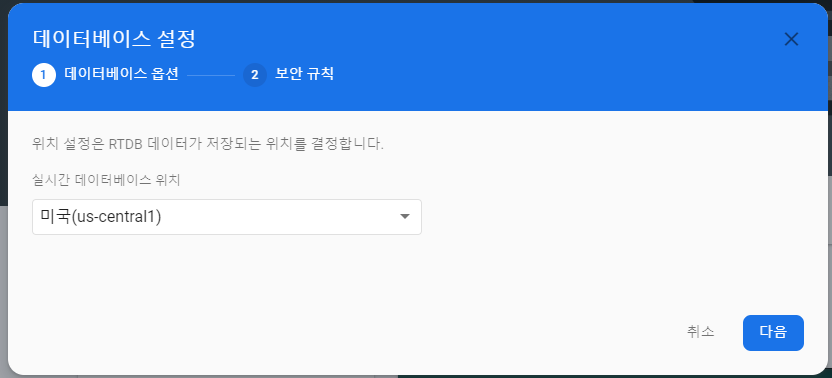 데이터베이스 설정
1 데이터베이스 옵션 2 보안 규칙
위치 설정은 RTDB 데이터가 저장되는 위치를 결정합니다.
실시간 데이터베이스 위치
미국(us-central1)
취소 다음